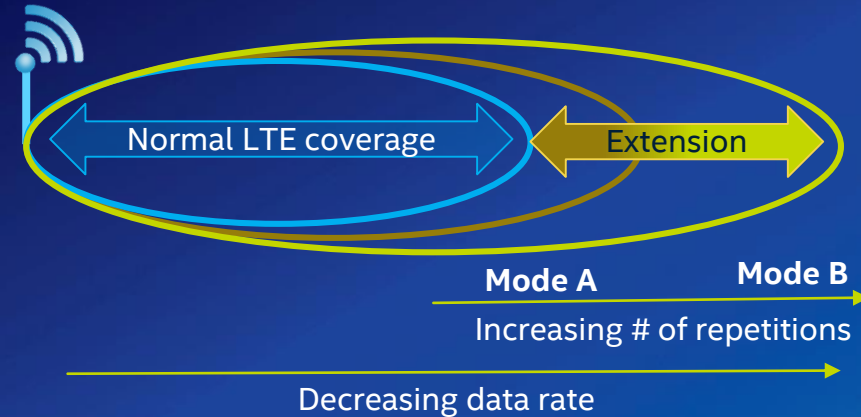 Normal LTE coverage
Extension
Mode A
Mode B
Increasing # of repetitions
Decreasing data rate